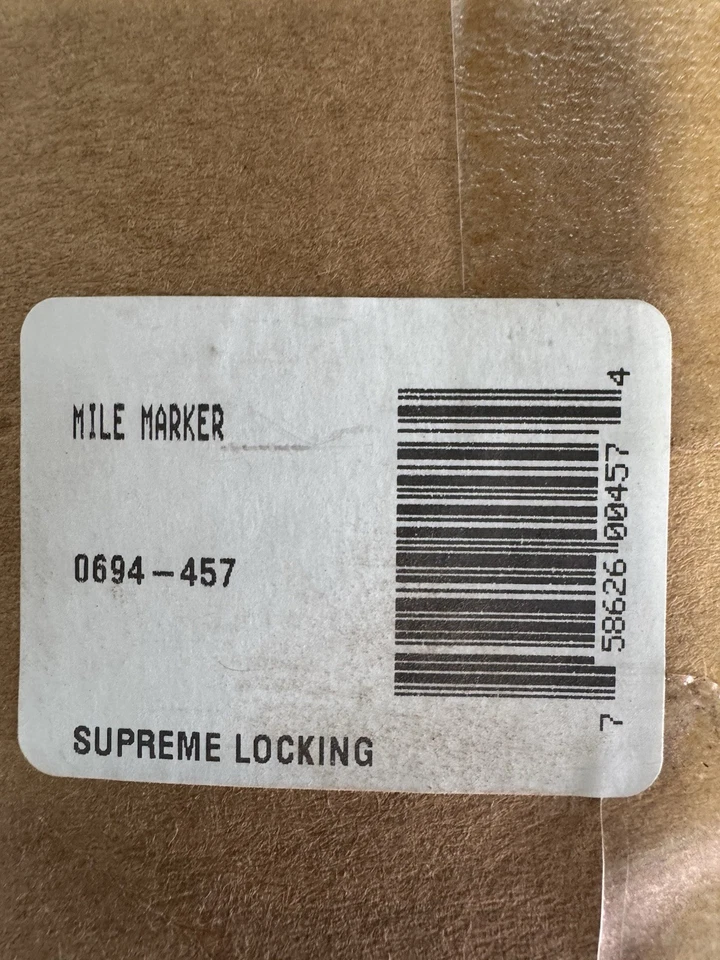 MILE MARKER
0694-457
SUPREME LOCKING
7 58626 00457 4